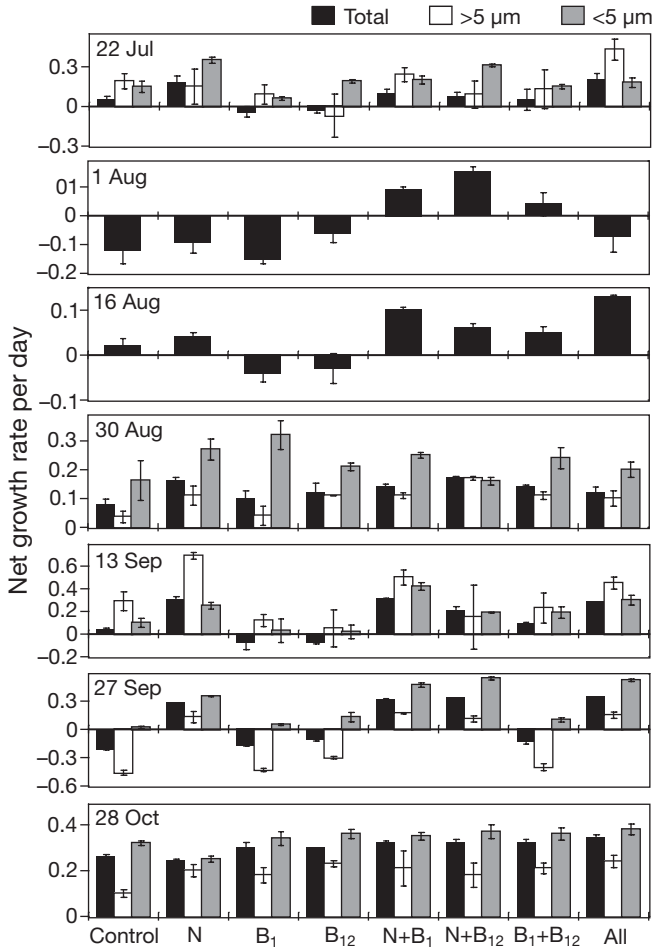 Total >5 µm <5 µm
Net growth rate per day
22 Jul
0.3
0
−0.3
1 Aug
01
0
−0.1
−0.2
16 Aug
0.1
0
−0.1
30 Aug
0.3
0.2
0.1
0
13 Sep
0.6
0.4
0.2
0
−0.2
27 Sep
0.3
0
−0.3
−0.6
28 Oct
0.4
0.2
0
Control N B₁ B₁₂ N+B₁ N+B₁₂ B₁+B₁₂ All